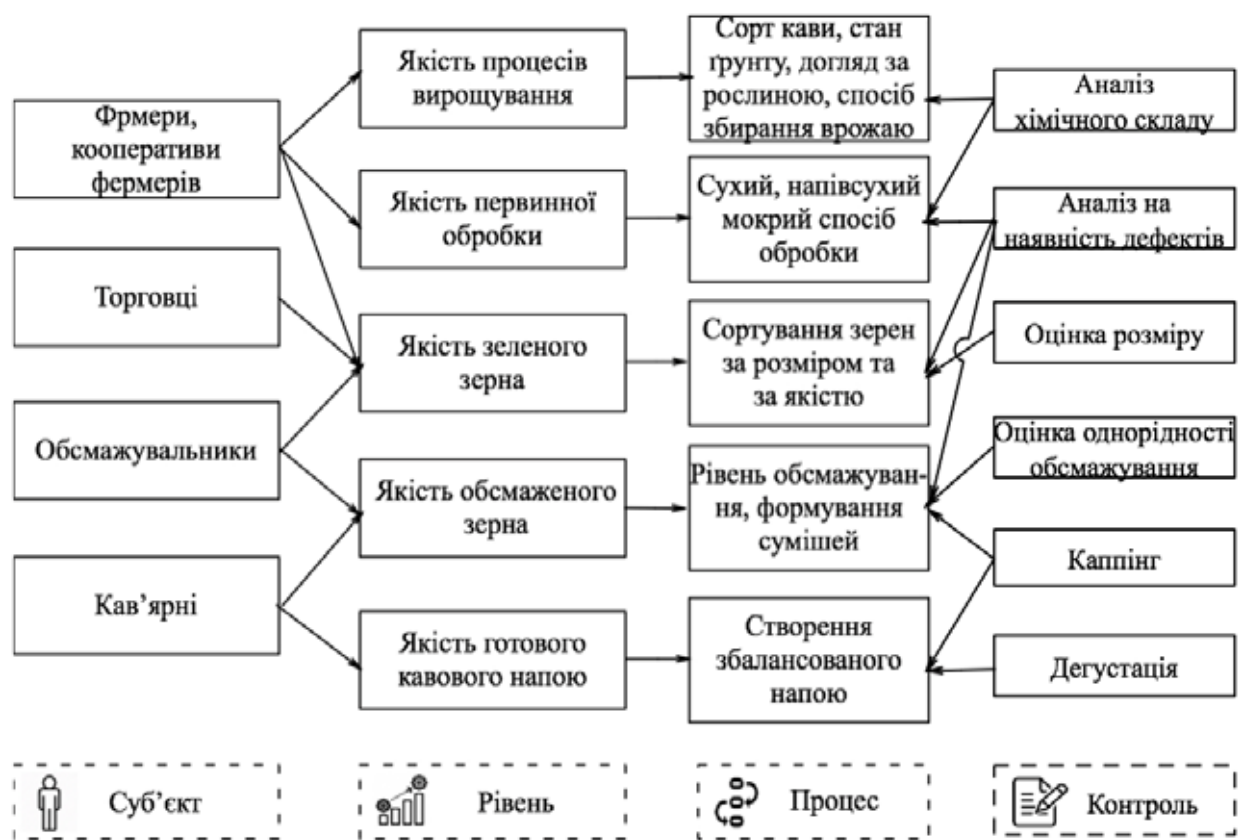 Фрмери,
кооперативи
фермерів
Торговці
Обсмажувальники
Кав’ярні
Якість процесів
вирощування
Якість первинної
обробки
Якість зеленого
зерна
Якість обсмаженого
зерна
Якість готового
кавового напою
Сорт кави, стан
ґрунту, догляд за
рослиною, спосіб
збирання врожаю
Сухий, напівсухий
мокрий спосіб
обробки
Сортування зерен
за розміром та
за якістю
Рівень обсмажуван-
ня, формування
сумішей
Створення
збалансованого
напою
Аналіз
хімічного складу
Аналіз на
наявність дефектів
Оцінка розміру
Оцінка однорідності
обсмажування
Каппінг
Дегустація
Суб’єкт
Рівень
Процес
Контроль